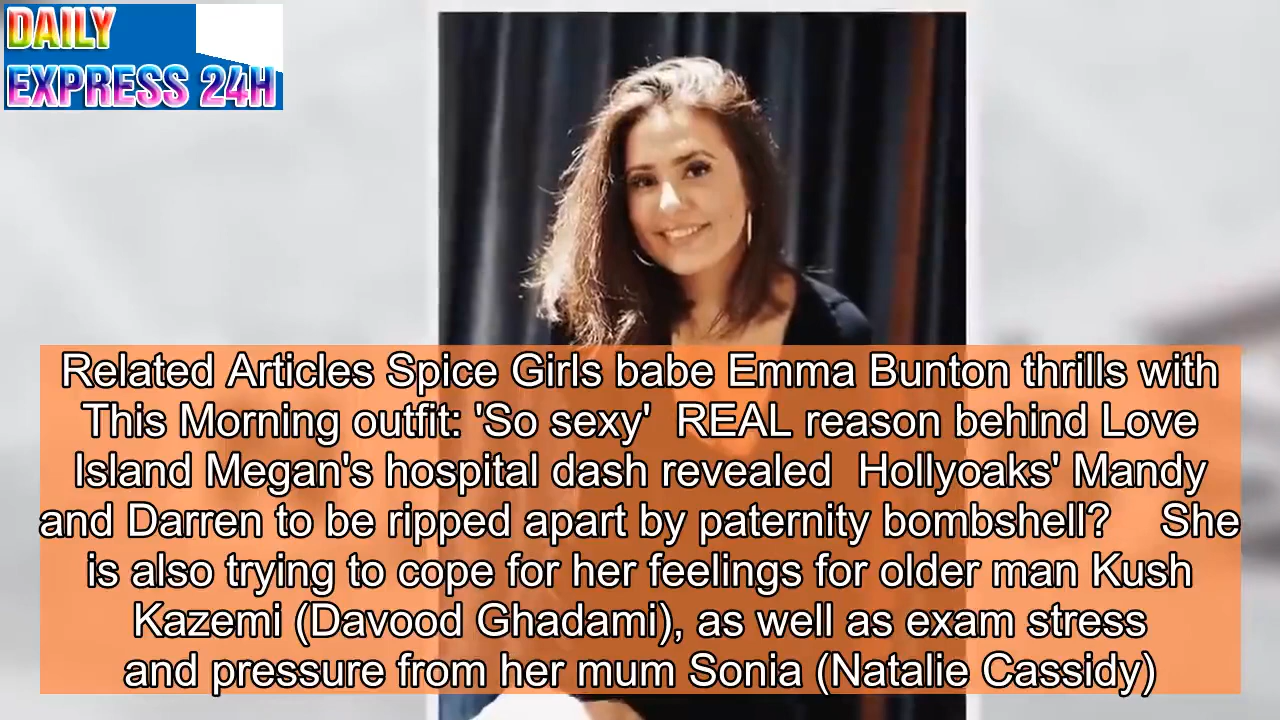 DAILY
EXPRESS 24H
Related Articles Spice Girls babe Emma Bunton thrills with
This Morning outfit: 'So sexy'  REAL reason behind Love
Island Megan's hospital dash revealed  Hollyoaks' Mandy
and Darren to be ripped apart by paternity bombshell?    She
is also trying to cope for her feelings for older man Kush
Kazemi (Davood Ghadami), as well as exam stress
and pressure from her mum Sonia (Natalie Cassidy)